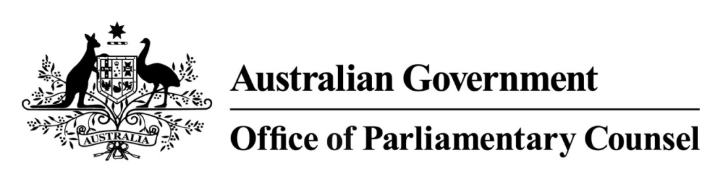 Australian Government
Office of Parliamentary Counsel
AUSTRALIA